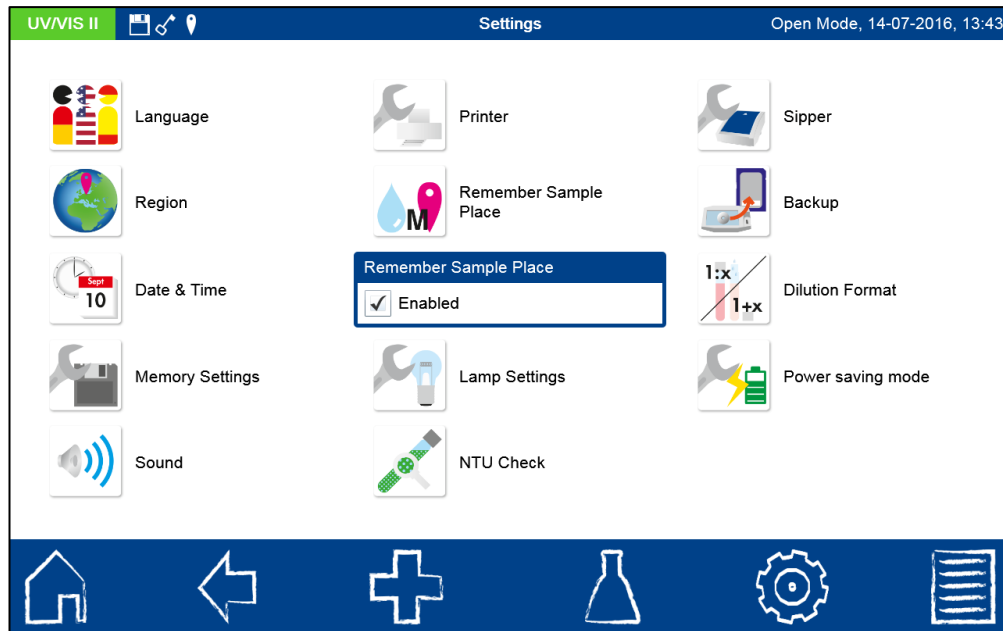 UV/VIS II
Settings
Open Mode, 14-07-2016, 13:43
Language
Printer
Sipper
Region
M
Remember Sample
Place
Backup
Sept
10
Date & Time
Remember Sample Place
Enabled
1:x
1+x
Dilution Format
Memory Settings
Lamp Settings
Power saving mode
Sound
NTU Check